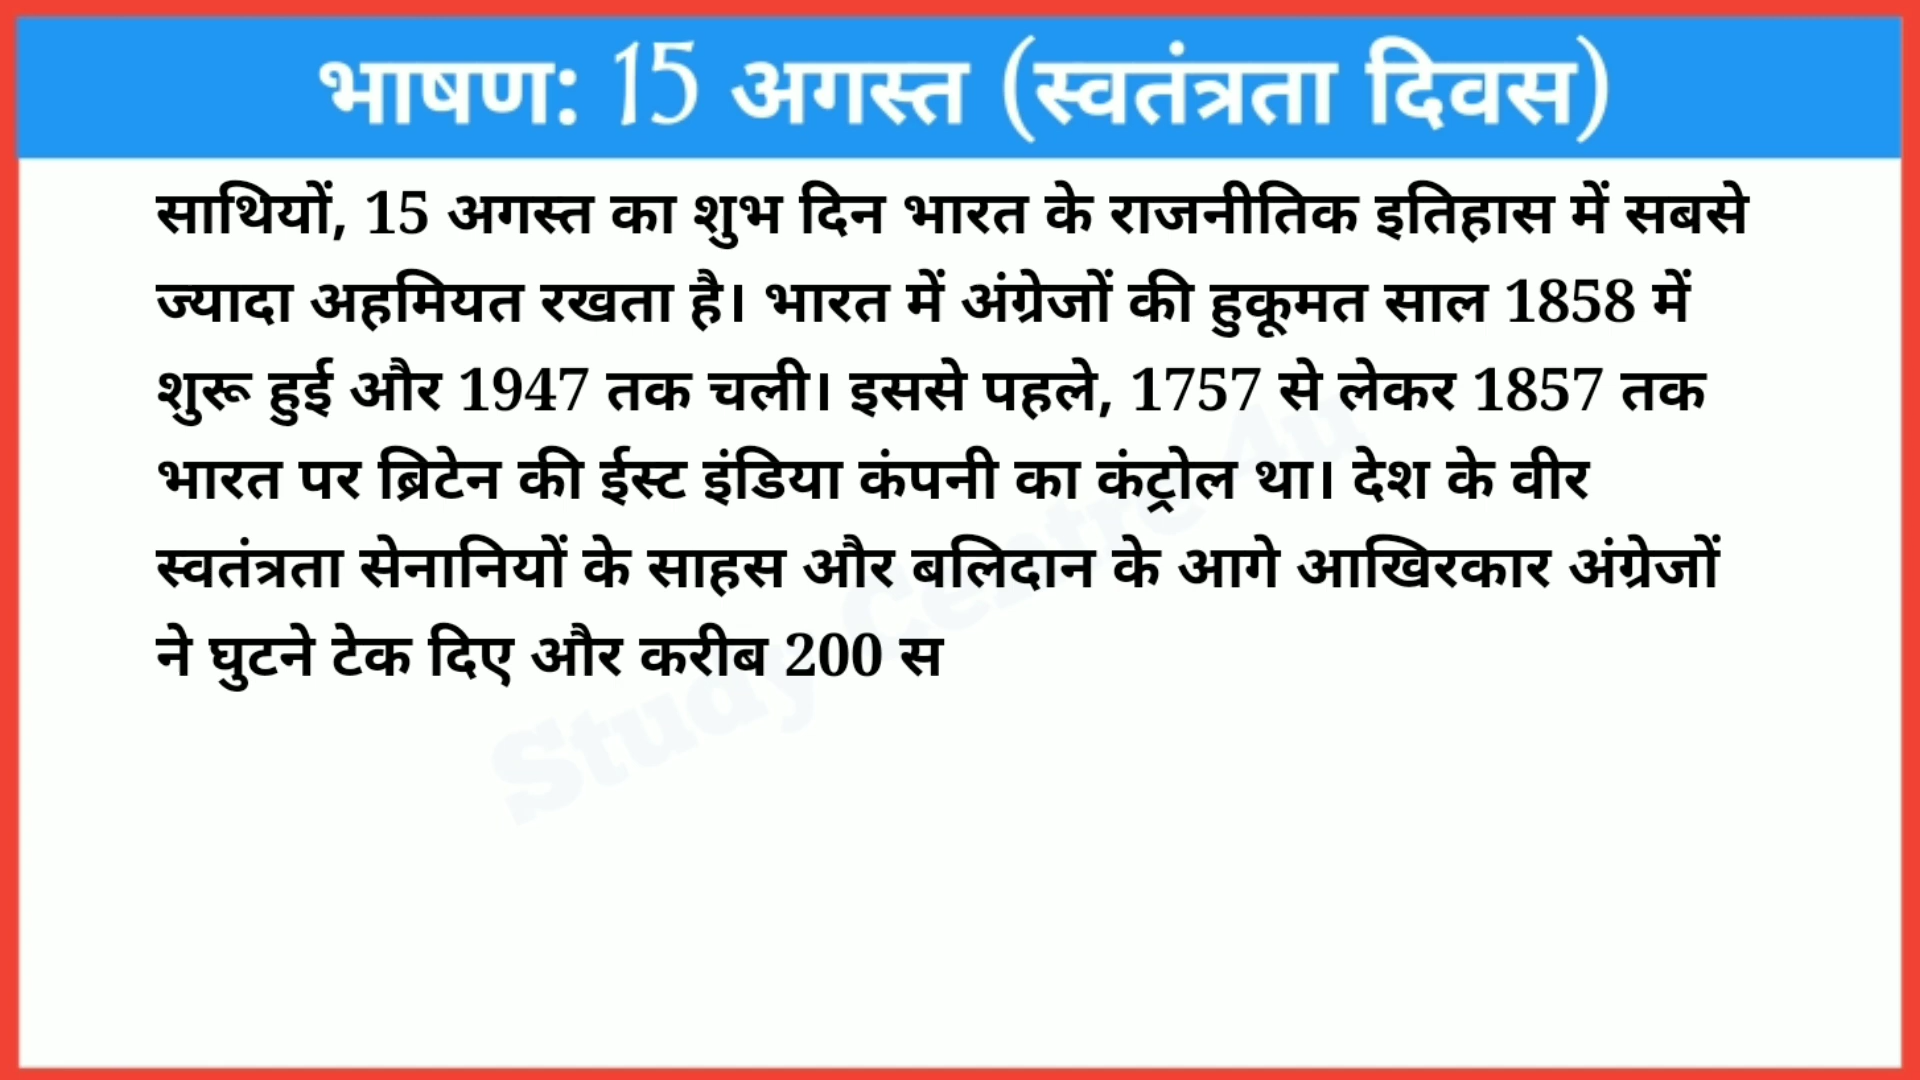 भाषण: 15 अगस्त (स्वतंत्रता दिवस)
साथियों, 15 अगस्त का शुभ दिन भारत के राजनीतिक इतिहास में सबसे
ज्यादा अहमियत रखता है। भारत में अंग्रेजों की हुकूमत साल 1858 में
शुरू हुई और 1947 तक चली। इससे पहले, 1757 से लेकर 1857 तक
भारत पर ब्रिटेन की ईस्ट इंडिया कंपनी का कंट्रोल था। देश के वीर
स्वतंत्रता सेनानियों के साहस और बलिदान के आगे आखिरकार अंग्रेजों
ने घुटने टेक दिए और करीब 200 स
Study Centre4u